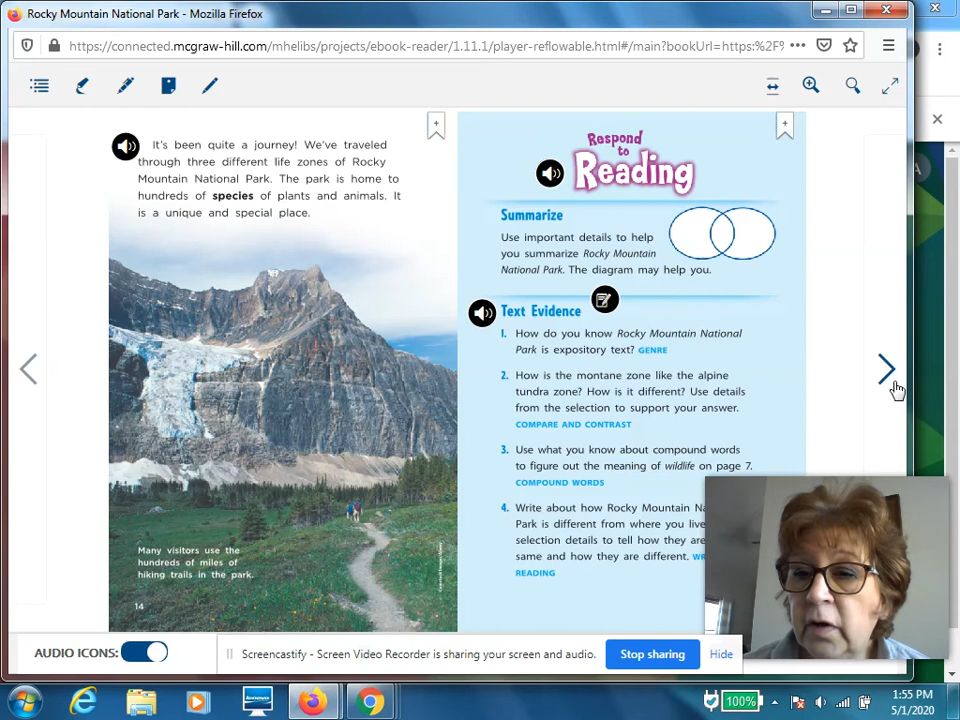 Rocky Mountain National Park - Mozilla Firefox
https://connected.mcgraw-hill.com/mhelibs/projects/ebook-reader/1.11.1/player-reflowable.html#/main?bookUrl=https:%2F%
It's been quite a journey! We've traveled
through three different life zones of Rocky
Mountain National Park. The park is home to
hundreds of species of plants and animals. It
is a unique and special place.
Many visitors use the
hundreds of miles of
hiking trails in the park.
14
Respond
to
Reading
Summarize
Use important details to help
you summarize Rocky Mountain
National Park. The diagram may help you.
Text Evidence
1. How do you know Rocky Mountain National
Park is expository text? GENRE
2. How is the montane zone like the alpine
tundra zone? How is it different? Use details
from the selection to support your answer.
COMPARE AND CONTRAST
3. Use what you know about compound words
to figure out the meaning of wildlife on page 7.
COMPOUND WORDS
4. Write about how Rocky Mountain
Park is different from where you live
selection details to tell how they are
same and how they are different.
READING
AUDIO ICONS:
Screencastify - Screen Video Recorder is sharing your screen and audio.
Stop sharing
Hide
100%
1:55 PM
5/1/2020